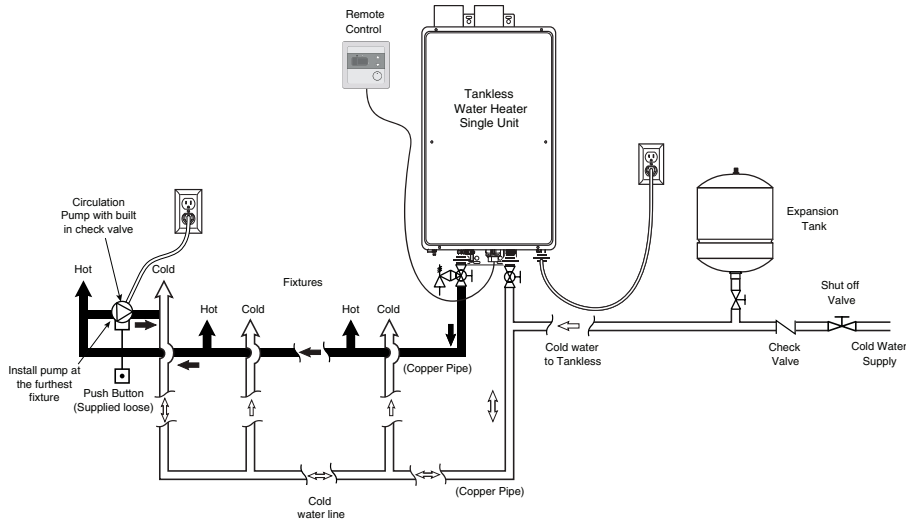 Remote
Control
Tankless
Water Heater
Single Unit
Circulation
Pump with built
in check valve
Expansion
Tank
Hot
Cold
Fixtures
Shut off
Valve
Hot
Cold
Hot
Cold
Install pump at
the furthest
fixture
Push Button
(Supplied loose)
(Copper Pipe)
Cold water
to Tankless
Check
Valve
Cold Water
Supply
(Copper Pipe)
Cold
water line